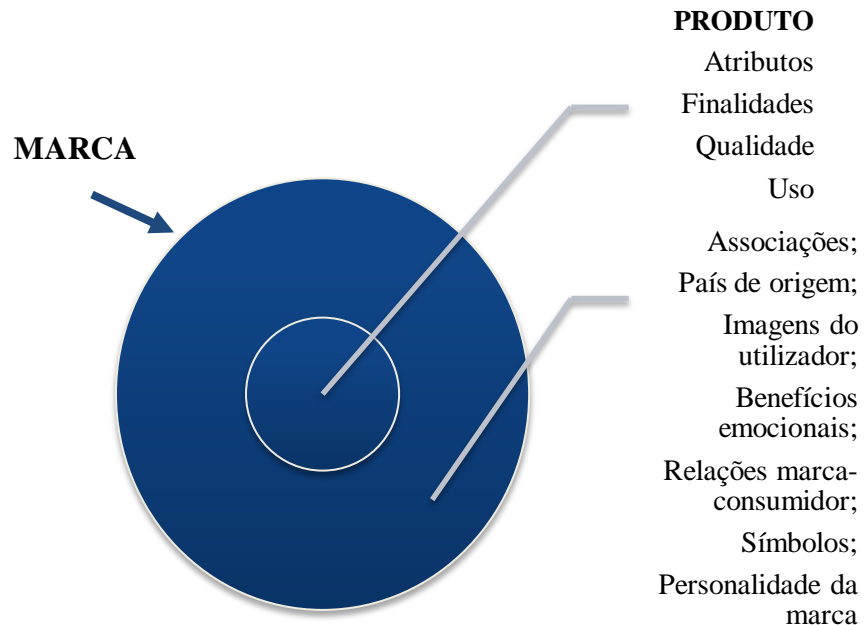 PRODUTO
Atributos
Finalidades
Qualidade
Uso
MARCA
Associações;
País de origem;
Imagens do
utilizador;
Benefícios
emocionais;
Relações marca-
consumidor;
Símbolos;
Personalidade da
marca